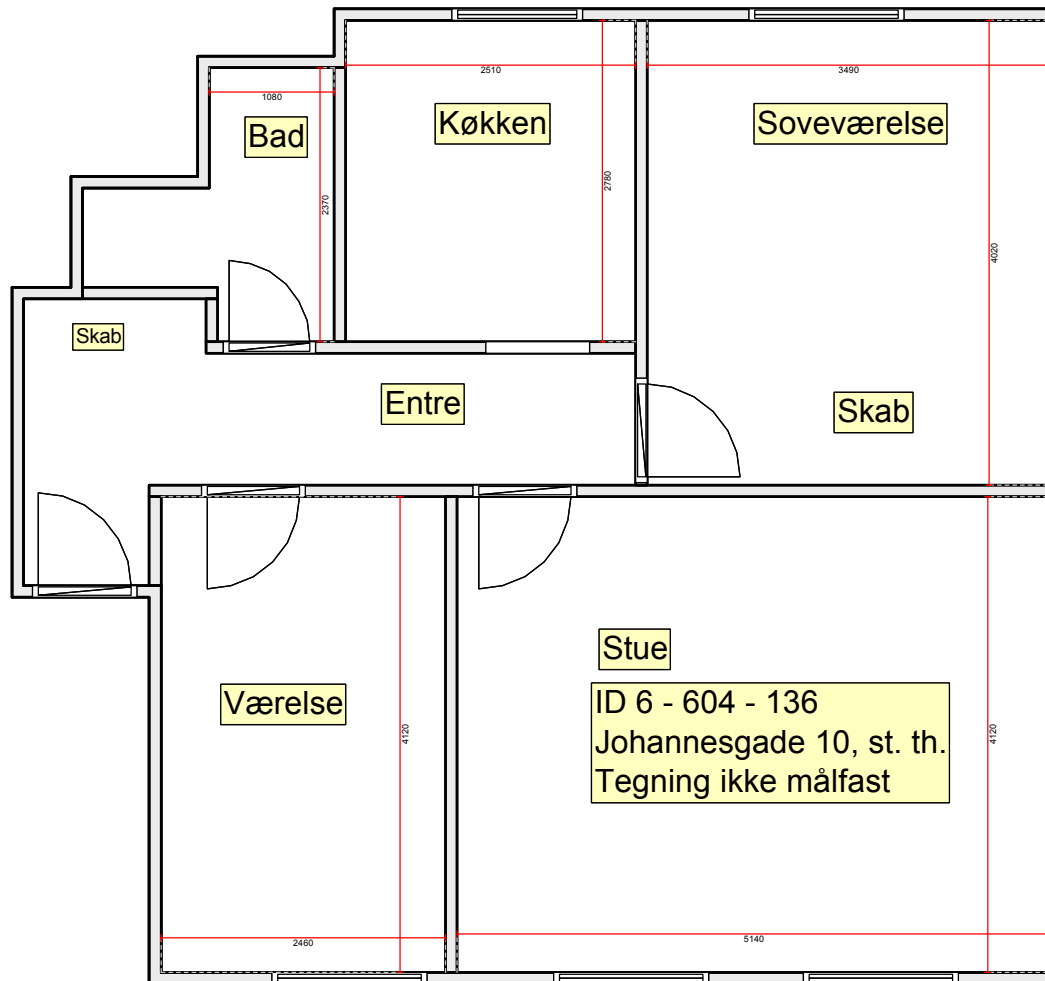 2510
3490
1080
Bad
Køkken
Soveværelse
2370
2780
4020
Skab
Entre
Skab
Stue
Værelse
ID 6 - 604 - 136
Johannesgade 10, st. th.
Tegning ikke målfast
4120
4120
2460
5140